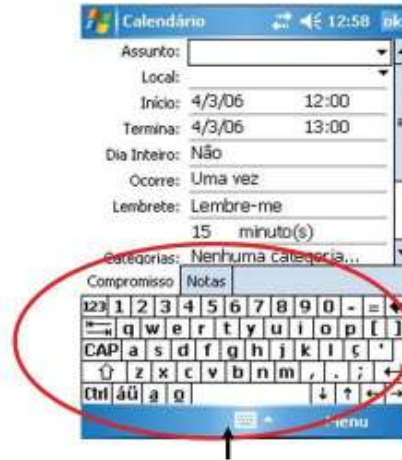 Calendário 12:58 ok
Assunto:
Local:
Início: 4/3/06 12:00
Termina: 4/3/06 13:00
Dia Inteiro: Não
Ocorre: Uma vez
Lembrete: Lembre-me
15 minuto(s)
Categorias: Nenhuma categoria...
Compromisso Notas
123 1 2 3 4 5 6 7 8 9 0 - =
q w e r t y u i o p [ ]
CAP a s d f g h j k l ç '
z x c v b n m , . ;
Ctrl áü ª º
Menu